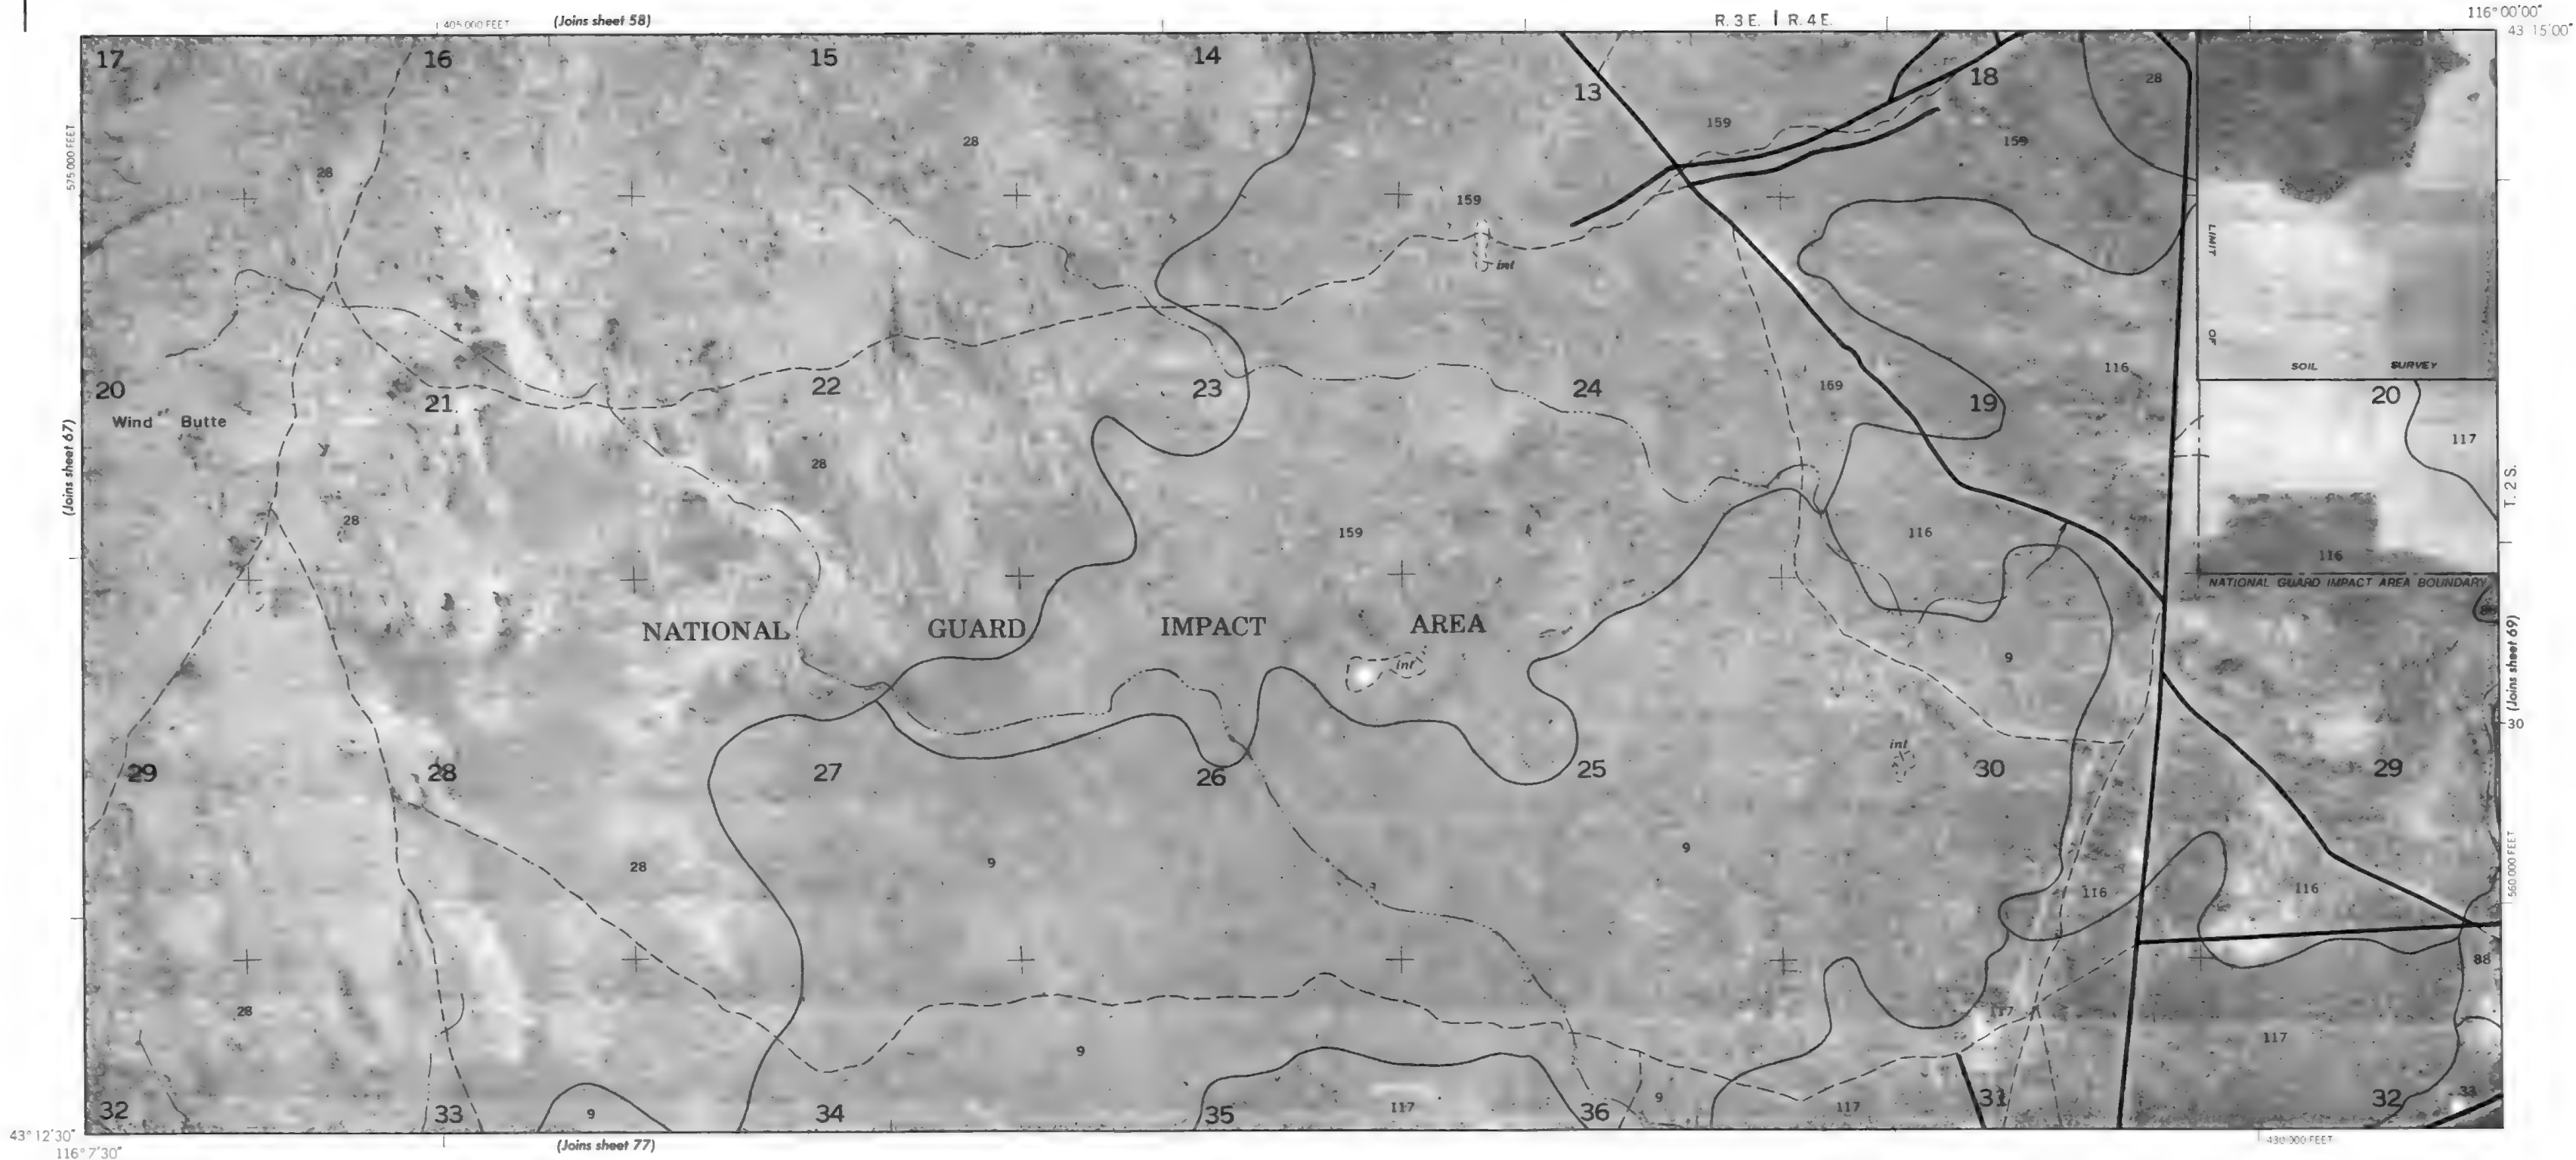 405 000 FEET (Joins sheet 58) R. 3 E. R. 4 E. 116° 00' 00"
43 15' 00"
17 16 15 14 13 18 28
575 000 FEET
28 28 159 159
159
int
LIMIT OF
SOIL SURVEY
20 21 22 23 24 169 19 116 20
Wind Butte
117
(Joins sheet 67)
28
28 159 116 T. 2 S.
116
NATIONAL GUARD IMPACT AREA BOUNDARY
NATIONAL GUARD IMPACT AREA
int
9
(Joins sheet 69)
30
int
29 28 27 26 25 30 29
28 9 9 116 116
560 000 FEET
88
28 9 117 117
32 33 9 34 35 117 36 9 117 31 32 33
43° 12' 30"
116° 7' 30"
(Joins sheet 77)
430 000 FEET